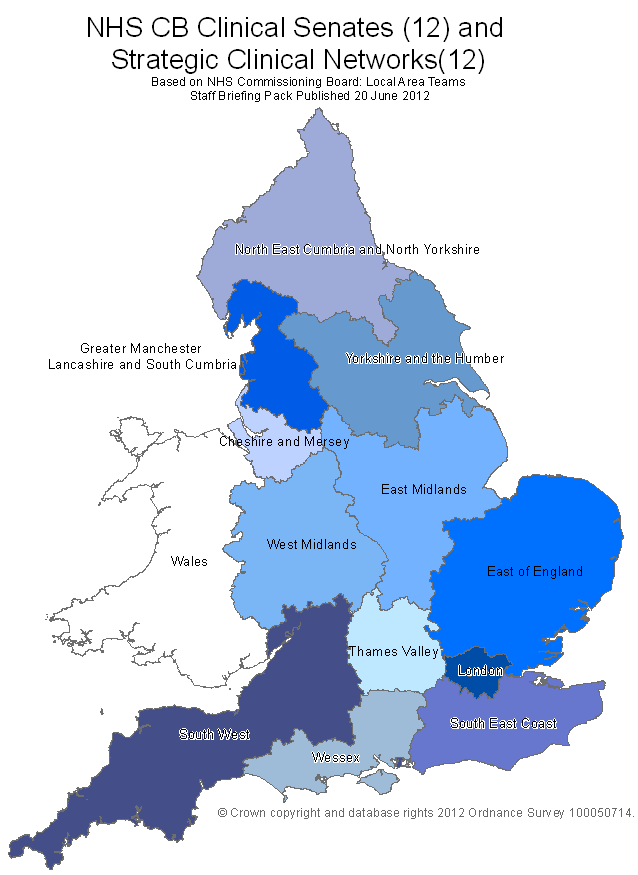 NHS CB Clinical Senates (12) and
Strategic Clinical Networks(12)
Based on NHS Commissioning Board: Local Area Teams
Staff Briefing Pack Published 20 June 2012
North East Cumbria and North Yorkshire
Greater Manchester
Lancashire and South Cumbria
Yorkshire and the Humber
Cheshire and Mersey
East Midlands
West Midlands
Wales
East of England
Thames Valley
London
South East Coast
South West
Wessex
© Crown copyright and database rights 2012 Ordnance Survey 100050714.